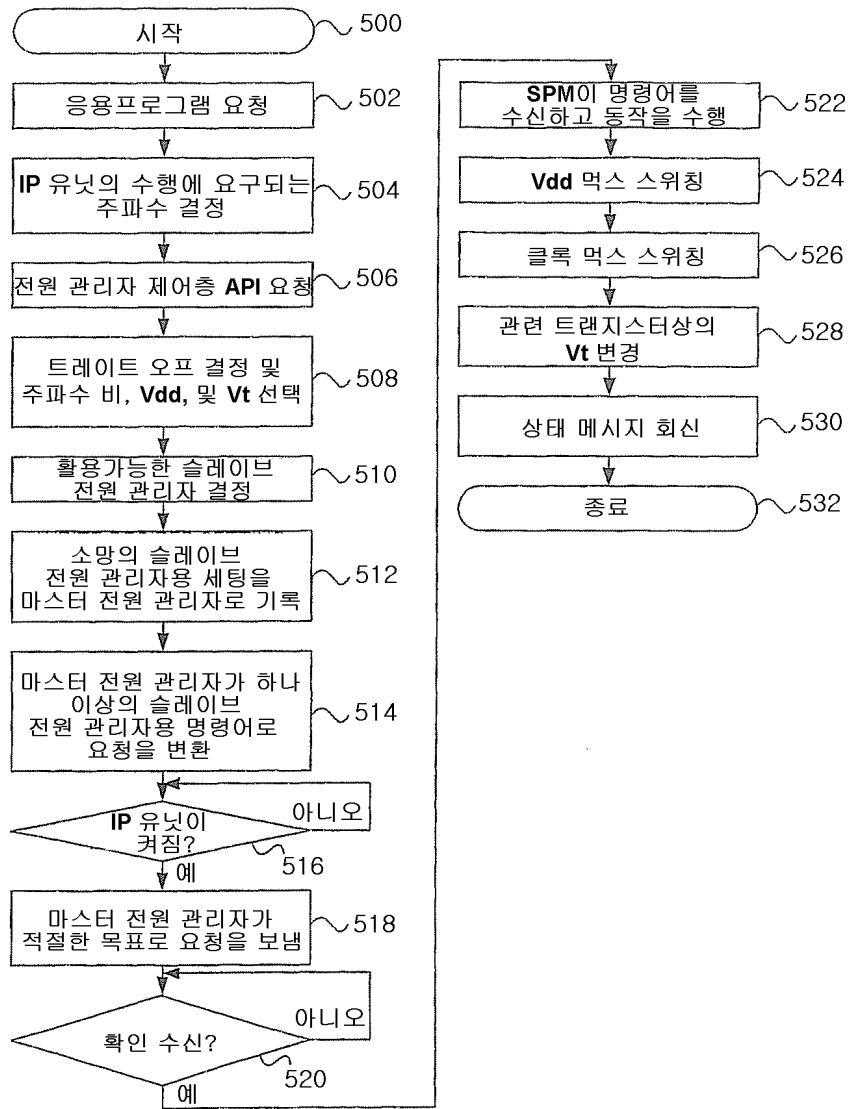 시작
500
응용프로그램 요청
502
IP 유닛의 수행에 요구되는
주파수 결정
504
전원 관리자 제어층 API 요청
506
트레이트 오프 결정 및
주파수 비, Vdd, 및 Vt 선택
508
활용가능한 슬레이브
전원 관리자 결정
510
소망의 슬레이브
전원 관리자용 세팅을
마스터 전원 관리자로 기록
512
마스터 전원 관리자가 하나
이상의 슬레이브
전원 관리자용 명령어로
요청을 변환
514
아니오
IP 유닛이
켜짐?
516
예
마스터 전원 관리자가
적절한 목표로 요청을 보냄
518
아니오
확인 수신?
520
예
SPM이 명령어를
수신하고 동작을 수행
522
Vdd 먹스 스위칭
524
클록 먹스 스위칭
526
관련 트랜지스터상의
Vt 변경
528
상태 메시지 회신
530
종료
532